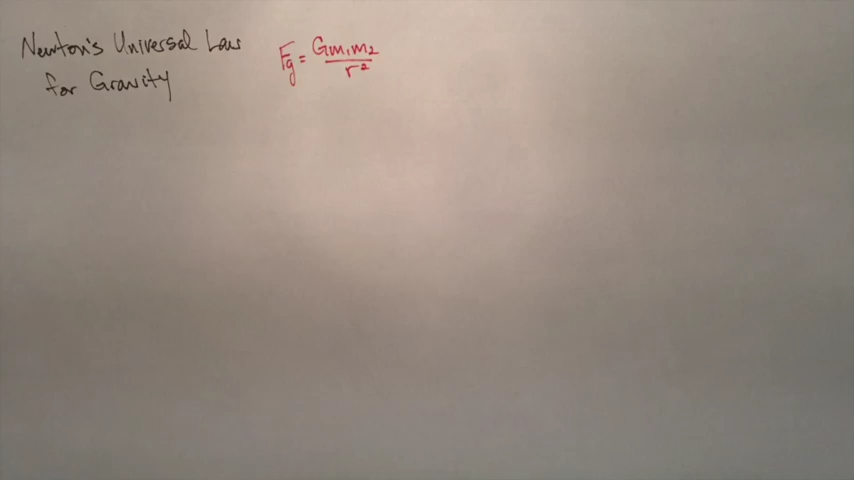 Newton's Universal Law
for Gravity
Fg = Gm₁m₂
r²